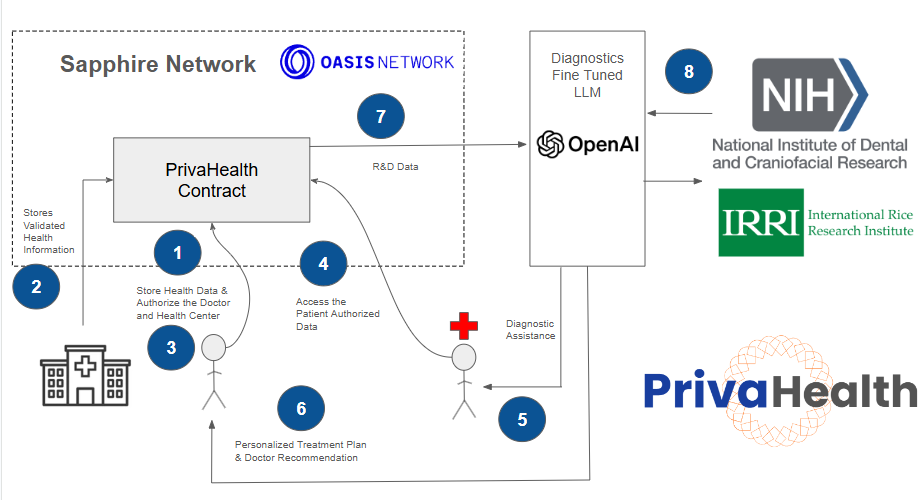 Sapphire Network
OASIS NETWORK
7
R&D Data
PrivaHealth
Contract
Diagnostics
Fine Tuned
LLM
OpenAI
8
NIH
National Institute of Dental
and Craniofacial Research
IRRI
International Rice
Research Institute
Stores
Validated
Health
Information
2
1
Store Health Data &
Authorize the Doctor
and Health Center
3
4
Access the
Patient Authorized
Data
Diagnostic
Assistance
5
6
Personalized Treatment Plan
& Doctor Recommendation
PrivaHealth